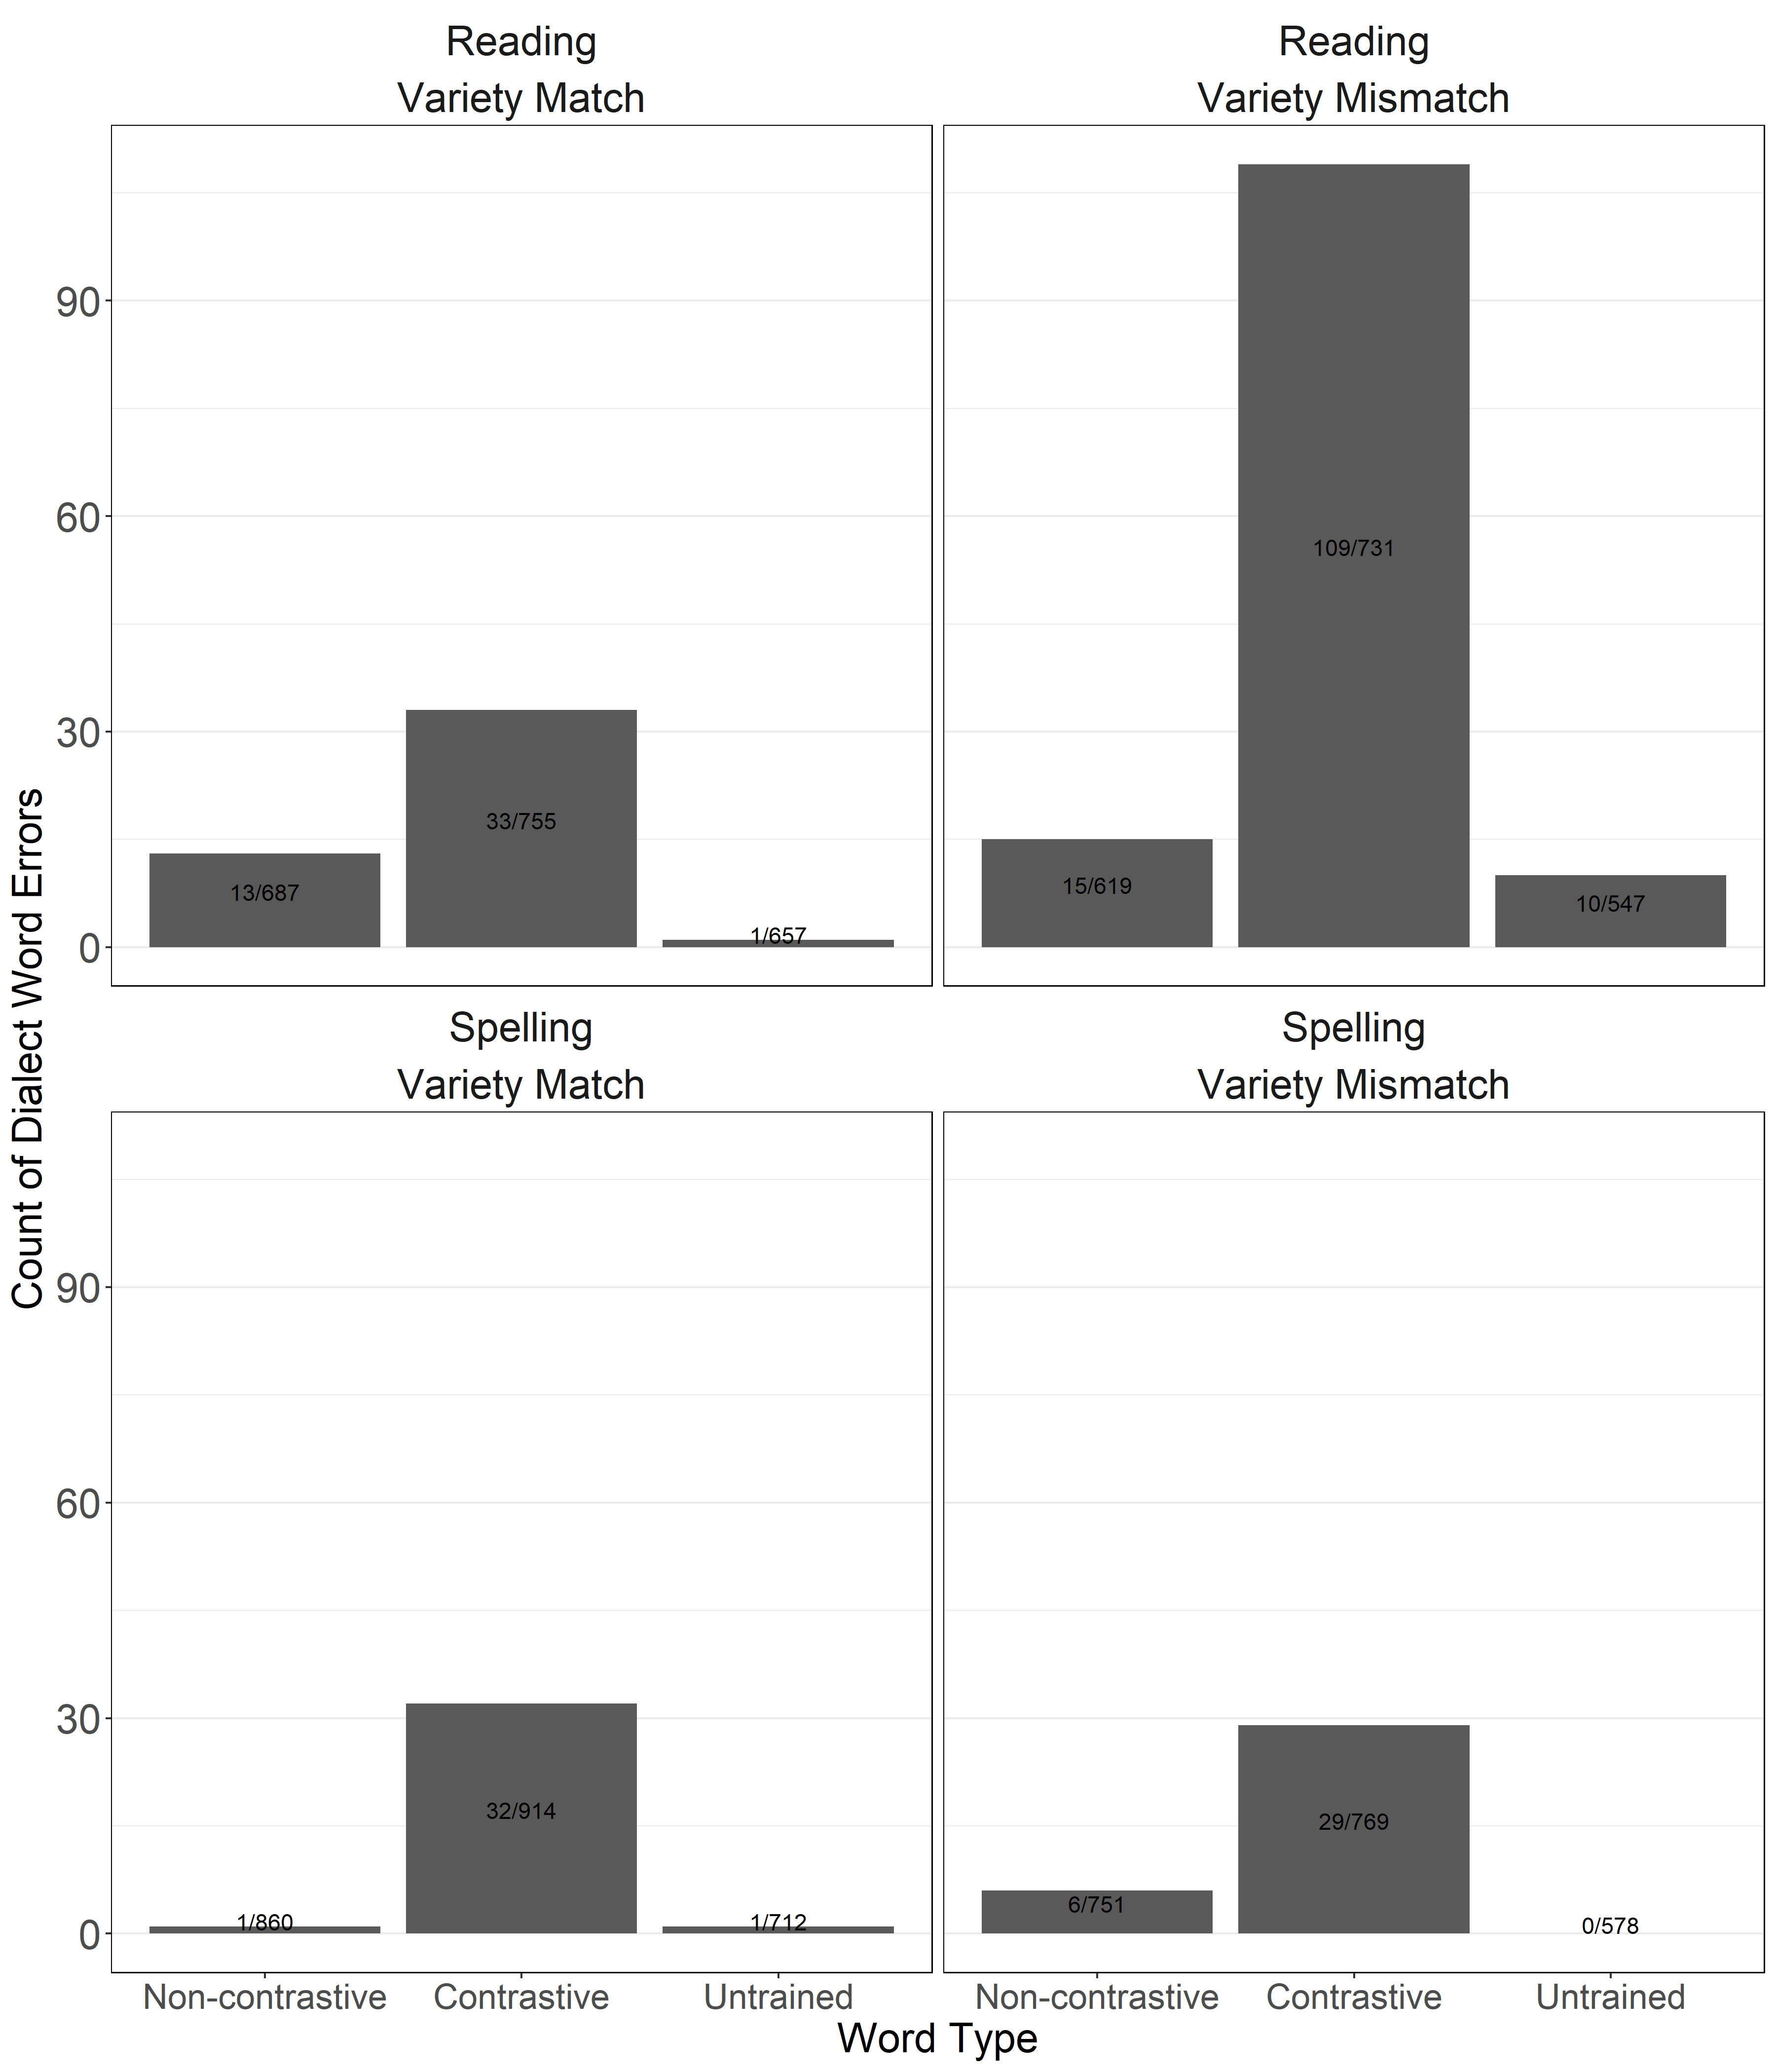 Reading
Variety Match
Reading
Variety Mismatch
Count of Dialect Word Errors
90
60
30
0
13/687
33/755
1/657
15/619
109/731
10/547
Spelling
Variety Match
Spelling
Variety Mismatch
90
60
30
0
1/860
32/914
1/712
6/751
29/769
0/578
Non-contrastive Contrastive Untrained
Non-contrastive Contrastive Untrained
Word Type